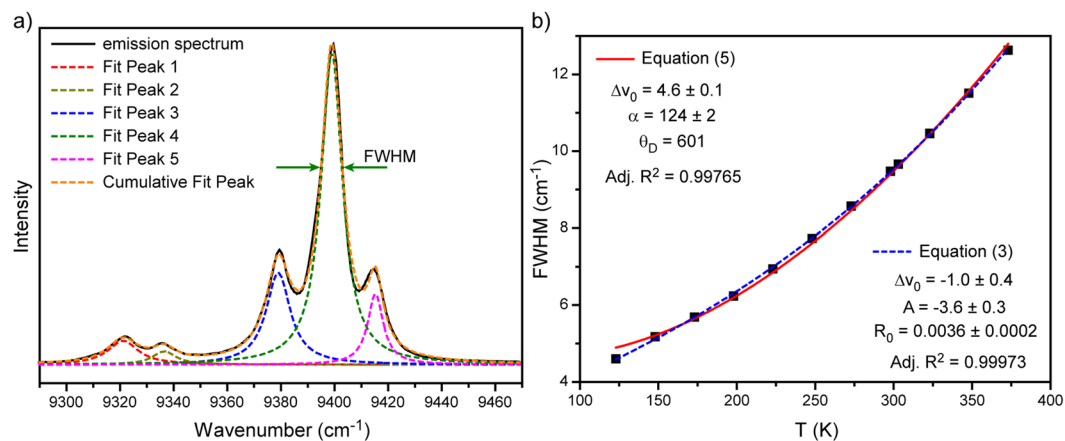 a)
emission spectrum
Fit Peak 1
Fit Peak 2
Fit Peak 3
Fit Peak 4
Fit Peak 5
Cumulative Fit Peak
FWHM
Intensity
9300 9320 9340 9360 9380 9400 9420 9440 9460
Wavenumber (cm⁻¹)
b)
Equation (5)
Δv₀ = 4.6 ± 0.1
α = 124 ± 2
θ_D = 601
Adj. R² = 0.99765
Equation (3)
Δv₀ = -1.0 ± 0.4
A = -3.6 ± 0.3
R₀ = 0.0036 ± 0.0002
Adj. R² = 0.99973
FWHM (cm⁻¹)
12
10
8
6
4
100 150 200 250 300 350 400
T (K)